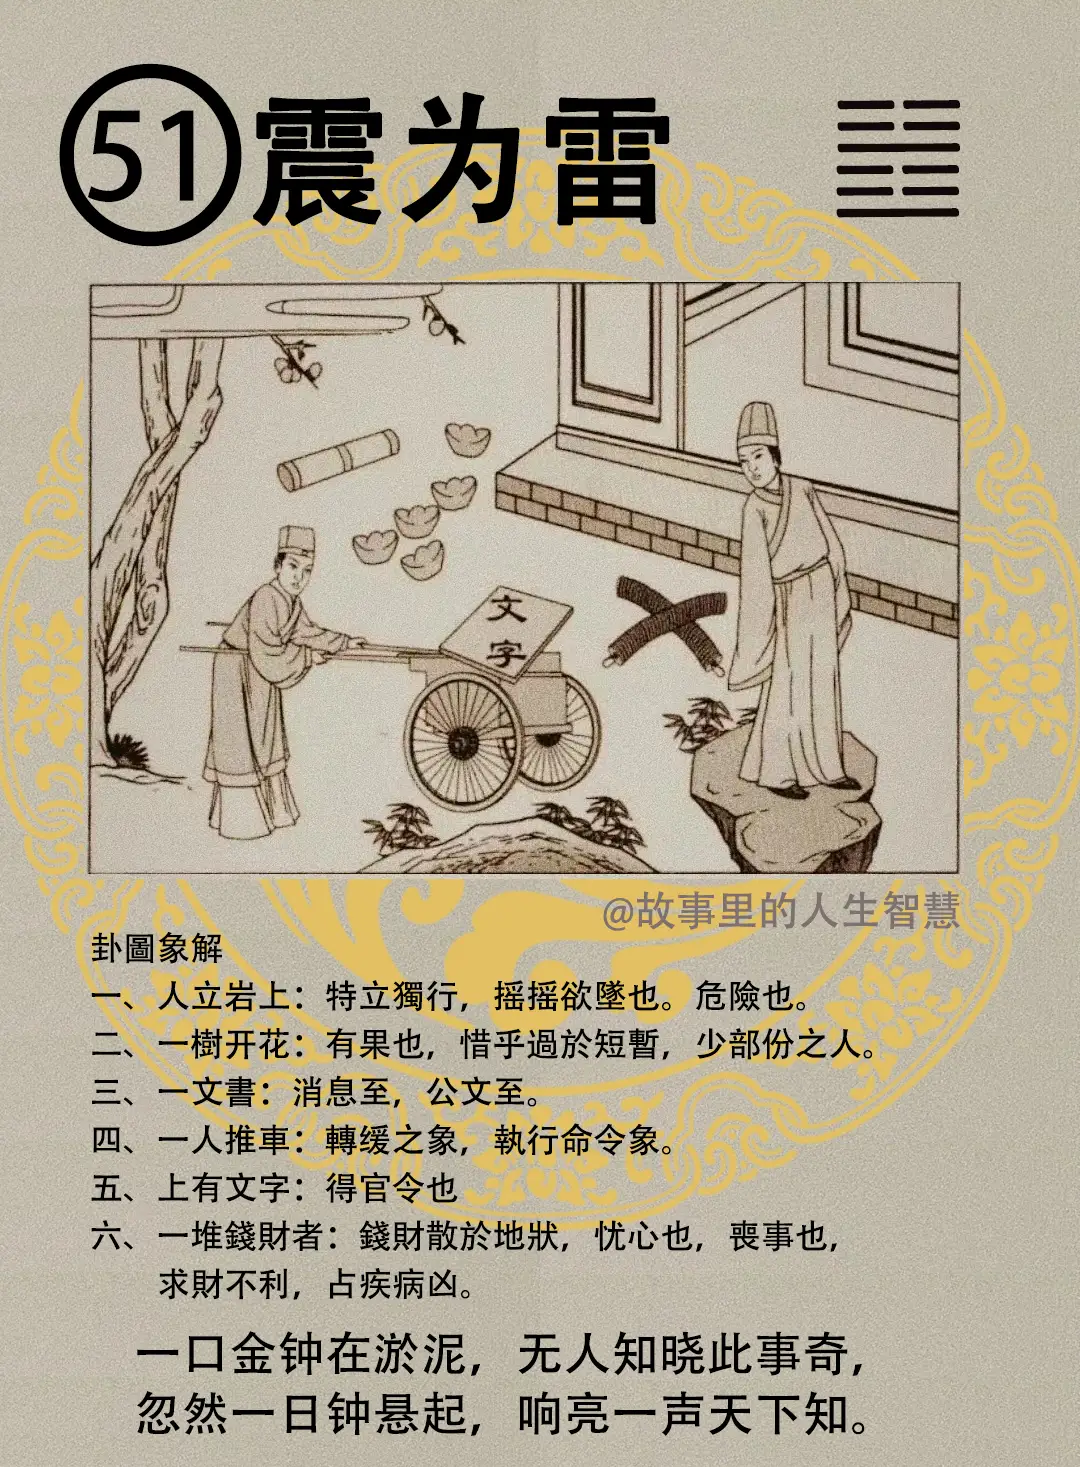 51 震为雷
文
字
@故事里的人生智慧
卦圖象解
一、人立岩上：特立獨行，摇摇欲墜也。危險也。
二、一樹开花：有果也，惜乎過於短暫，少部份之人。
三、一文書：消息至，公文至。
四、一人推車：轉缓之象，執行命令象。
五、上有文字：得官令也
六、一堆錢財者：錢財散於地狀，忧心也，喪事也，
求財不利，占疾病凶。
一口金钟在淤泥，无人知晓此事奇，
忽然一日钟悬起，响亮一声天下知。